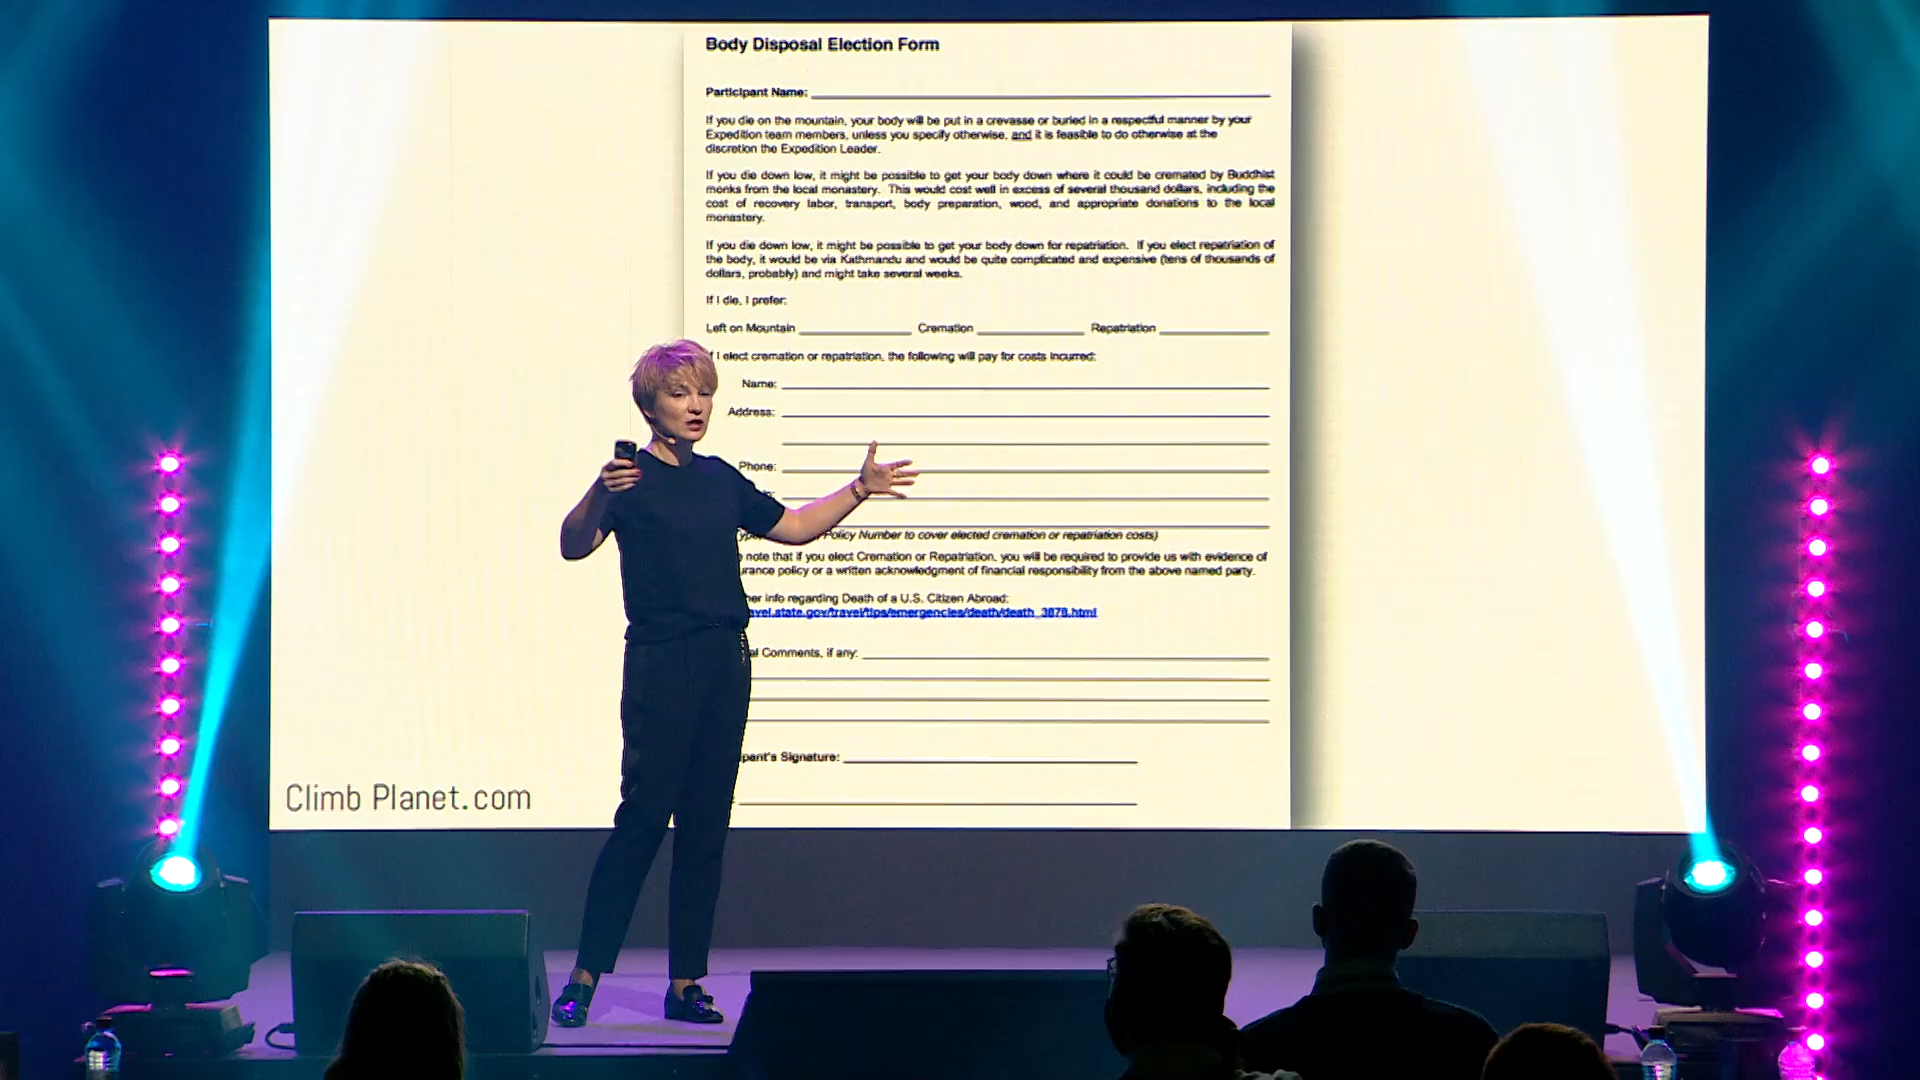 Body Disposal Election Form
Participant Name:
If you die on the mountain, your body will be put in a crevasse or buried in a respectful manner by your
Expedition team members, unless you specify otherwise, and it is feasible to do otherwise at the
discretion the Expedition Leader.
If you die down low, it might be possible to get your body down where it could be cremated by Buddhist
monks from the local monastery. This would cost well in excess of several thousand dollars, including the
cost of recovery labor, transport, body preparation, wood, and appropriate donations to the local
monastery.
If you die down low, it might be possible to get your body down for repatriation. If you elect repatriation of
the body, it would be via Kathmandu and would be quite complicated and expensive (tens of thousands of
dollars, probably) and might take several weeks.
If I die, I prefer:
Left on Mountain Cremation Repatriation
I elect cremation or repatriation, the following will pay for costs incurred:
Name:
Address:
Phone:
Policy Number to cover elected cremation or repatriation costs)
note that if you elect Cremation or Repatriation, you will be required to provide us with evidence of
policy or a written acknowledgment of financial responsibility from the above named party.
info regarding Death of a U.S. Citizen Abroad:
.state.gov/travel/tips/emergencies/death/death_3878.html
Comments, if any:
Signature:
Climb Planet.com